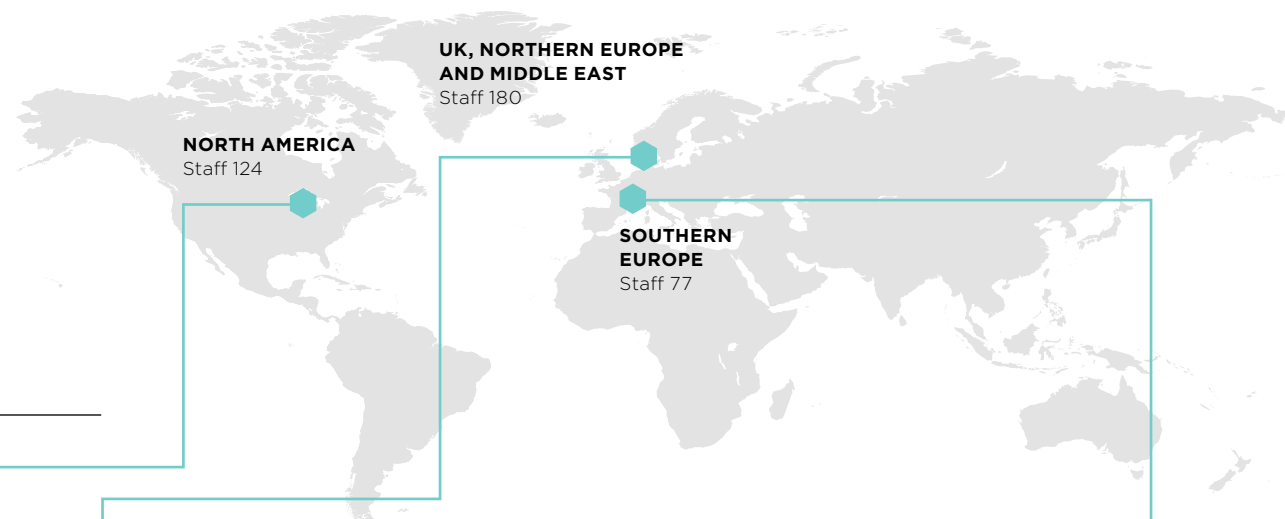 UK, NORTHERN EUROPE
AND MIDDLE EAST
Staff 180
NORTH AMERICA
Staff 124
SOUTHERN
EUROPE
Staff 77